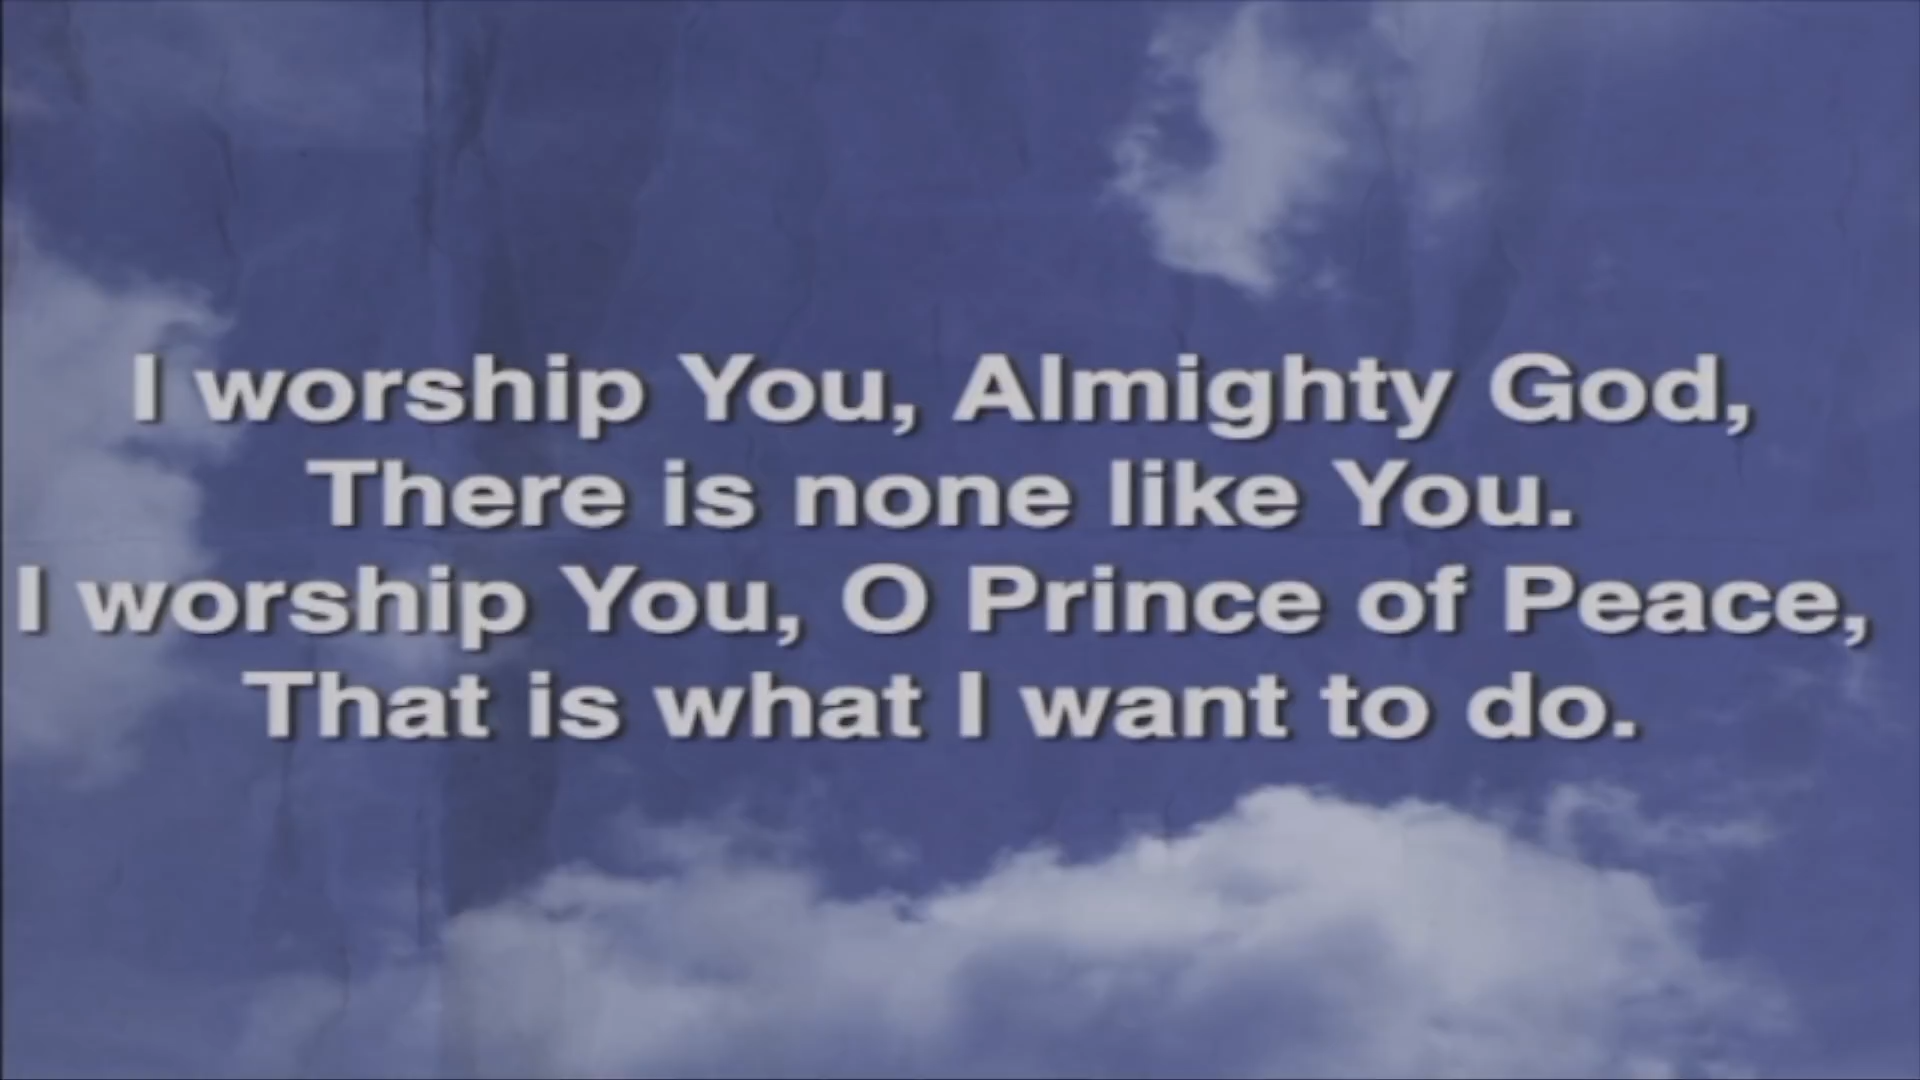 I worship You, Almighty God,
There is none like You.
I worship You, O Prince of Peace,
That is what I want to do.